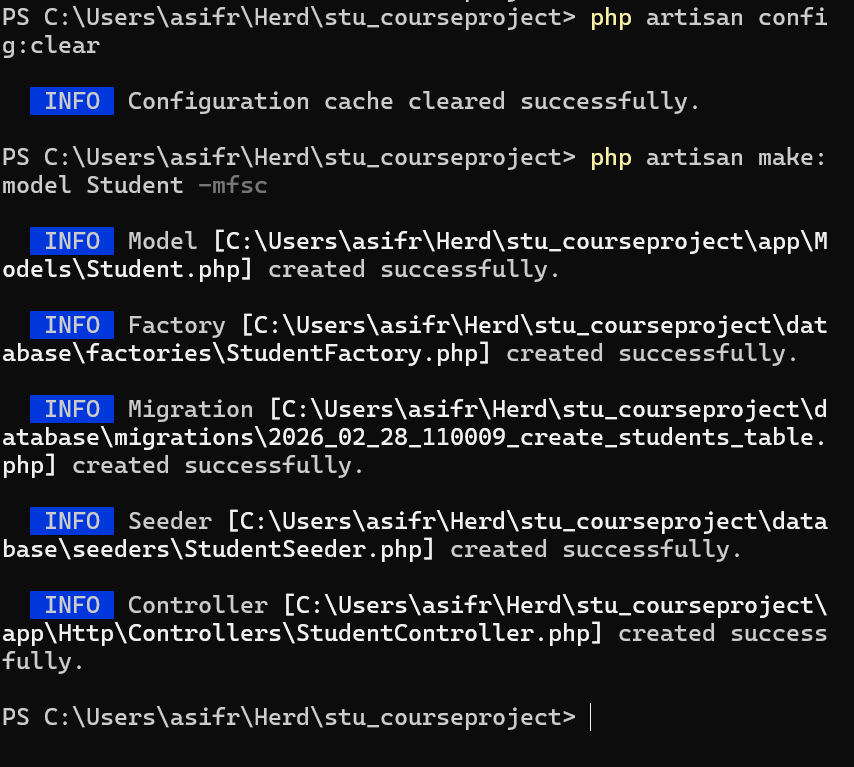 PS C:\Users\asifr\Herd\stu_courseproject> php artisan confi
g:clear
INFO Configuration cache cleared successfully.
PS C:\Users\asifr\Herd\stu_courseproject> php artisan make:
model Student -mfsc
INFO Model [C:\Users\asifr\Herd\stu_courseproject\app\M
odels\Student.php] created successfully.
INFO Factory [C:\Users\asifr\Herd\stu_courseproject\dat
abase\factories\StudentFactory.php] created successfully.
INFO Migration [C:\Users\asifr\Herd\stu_courseproject\d
atabase\migrations\2026_02_28_110009_create_students_table.
php] created successfully.
INFO Seeder [C:\Users\asifr\Herd\stu_courseproject\data
base\seeders\StudentSeeder.php] created successfully.
INFO Controller [C:\Users\asifr\Herd\stu_courseproject\
app\Http\Controllers\StudentController.php] created success
fully.
PS C:\Users\asifr\Herd\stu_courseproject>